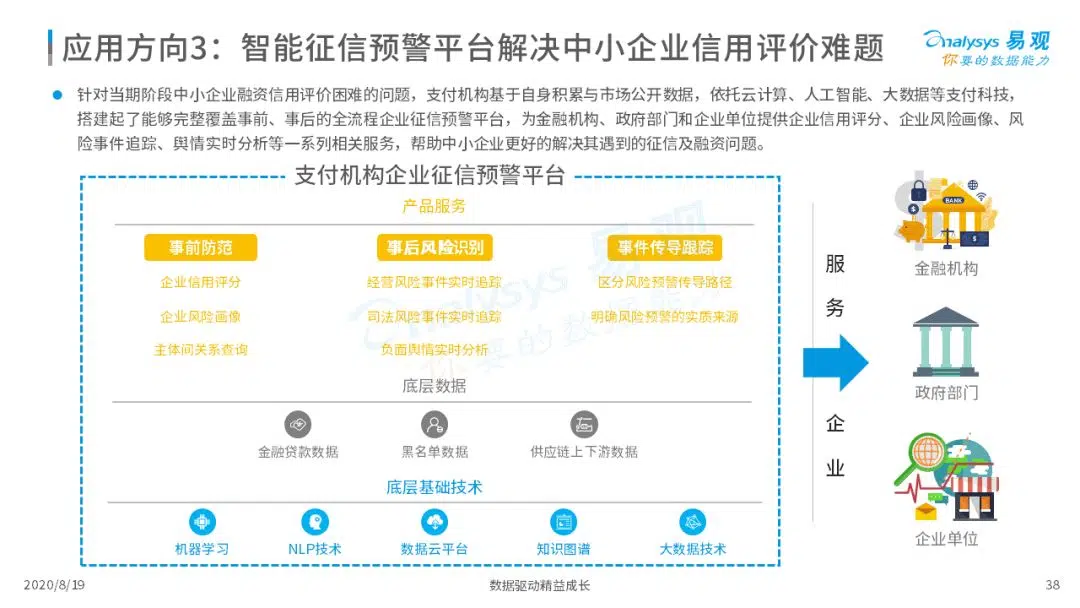 应用方向3：智能征信预警平台解决中小企业信用评价难题
analysys 易观
你要的数据能力
针对当期阶段中小企业融资信用评价困难的问题，支付机构基于自身积累与市场公开数据，依托云计算、人工智能、大数据等支付科技，
搭建起了能够完整覆盖事前、事后的全流程企业征信预警平台，为金融机构、政府部门和企业单位提供企业信用评分、企业风险画像、风
险事件追踪、舆情实时分析等一系列相关服务，帮助中小企业更好的解决其遇到的征信及融资问题。
支付机构企业征信预警平台
产品服务
事前防范
事后风险识别
事件传导跟踪
企业信用评分
经营风险事件实时追踪
区分风险预警传导路径
企业风险画像
司法风险事件实时追踪
明确风险预警的实质来源
主体间关系查询
负面舆情实时分析
analysys 易观
你要的数据能力
底层数据
金融贷款数据
黑名单数据
供应链上下游数据
底层基础技术
机器学习
NLP技术
数据云平台
知识图谱
大数据技术
服
务
企
业
BANK
金融机构
政府部门
企业单位
2020/8/19
数据驱动精益成长
38